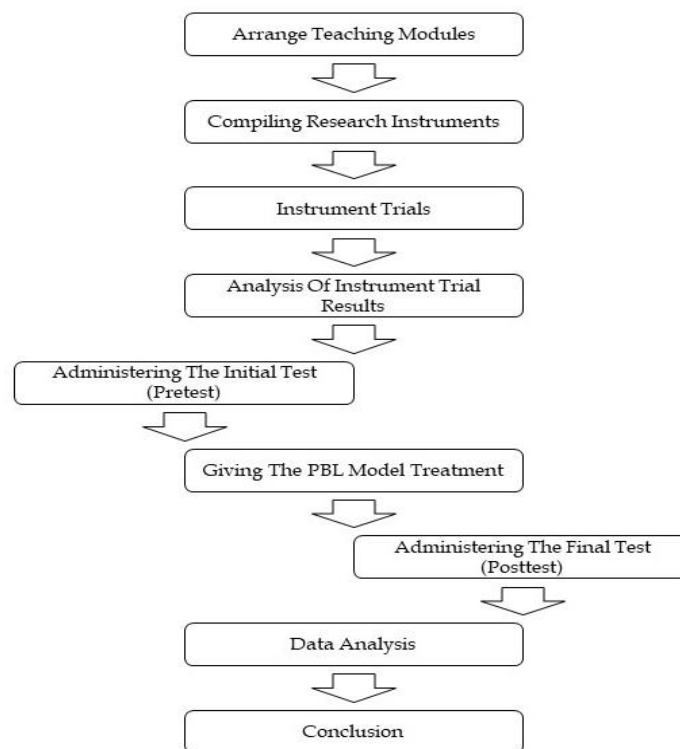 Arrange Teaching Modules
Compiling Research Instruments
Instrument Trials
Analysis Of Instrument Trial
Results
Administering The Initial Test
(Pretest)
Giving The PBL Model Treatment
Administering The Final Test
(Posttest)
Data Analysis
Conclusion